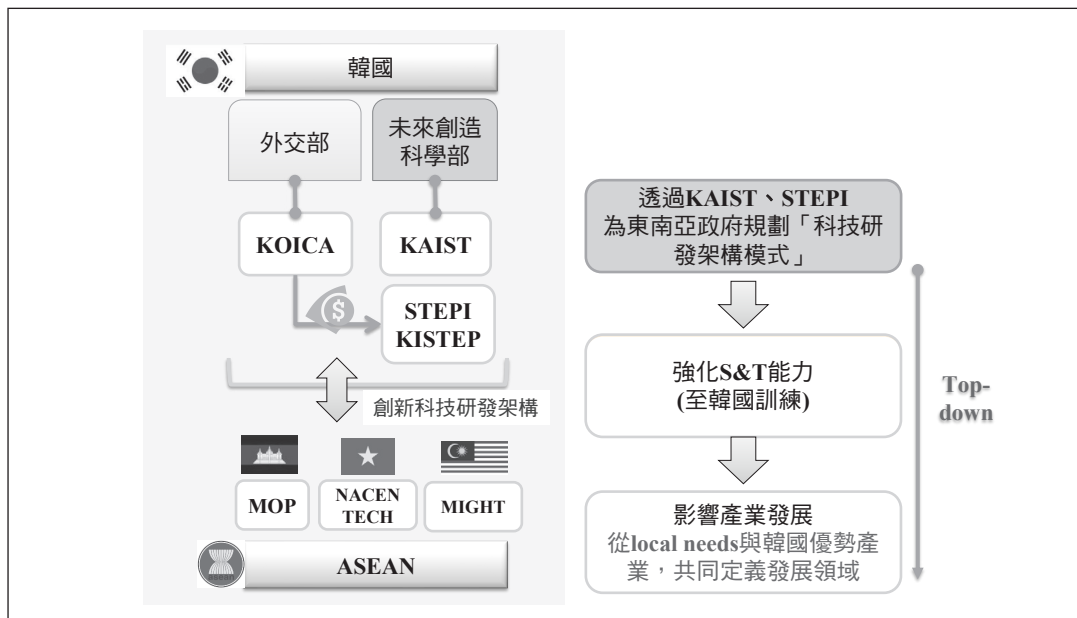 韓國
外交部
未來創造
科學部
KOICA
KAIST
$
STEPI
KISTEP
創新科技研發架構
MOP
NACEN
TECH
MIGHT
ASEAN
透過KAIST、STEPI
為東南亞政府規劃「科技研
發架構模式」
強化S&T能力
(至韓國訓練)
影響產業發展
從local needs與韓國優勢產
業，共同定義發展領域
Top-
down